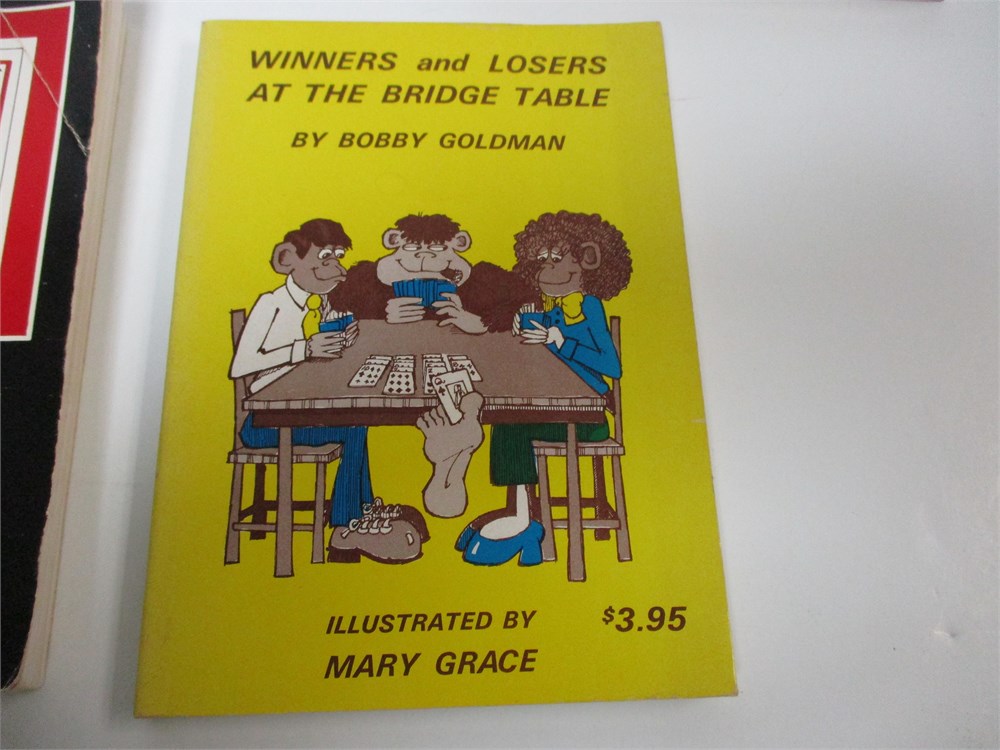 WINNERS and LOSERS
AT THE BRIDGE TABLE
BY BOBBY GOLDMAN
ILLUSTRATED BY
$3.95
MARY GRACE